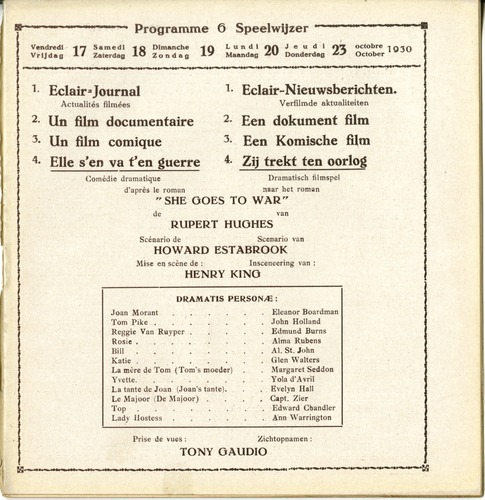 Programme 6 Speelwijzer
Vendredi Vrijdag 17 Samedi Zaterdag 18 Dimanche Zondag 19 Lundi Maandag 20 Jeudi Donderdag 23 octobre October 1930
1. Eclair-Journal
Actualités filmées
2. Un film documentaire
3. Un film comique
4. Elle s'en va t'en guerre
1. Eclair-Nieuwsberichten.
Verfilmde aktualiteiten
2. Een dokument film
3. Een Komische film
4. Zij trekt ten oorlog
Comédie dramatique Dramatisch filmspel
d'après le roman naar het roman
"SHE GOES TO WAR"
de van
RUPERT HUGHES
Scénario de Scenario van
HOWARD ESTABROOK
Mise en scène de : Insceneering van :
HENRY KING
DRAMATIS PERSONÆ :
Joan Morant . . . . . . Eleanor Boardman
Tom Pike . . . . . . . John Holland
Reggie Van Ruyper . . . . . Edmund Burns
Rosie . . . . . . . Alma Rubens
Bill . . . . . . . Al. St. John
Katie . . . . . . . Glen Walters
La mère de Tom (Tom's moeder) . . . Margaret Seddon
Yvette. . . . . . . Yola d'Avril
La tante de Joan (Joan's tante). . . . Evelyn Hall
Le Majoor (De Majoor) . . . . Capt. Zier
Top . . . . . . . Edward Chandler
Lady Hostess . . . . . . Ann Warrington
Prise de vues : Zichtopnamen :
TONY GAUDIO